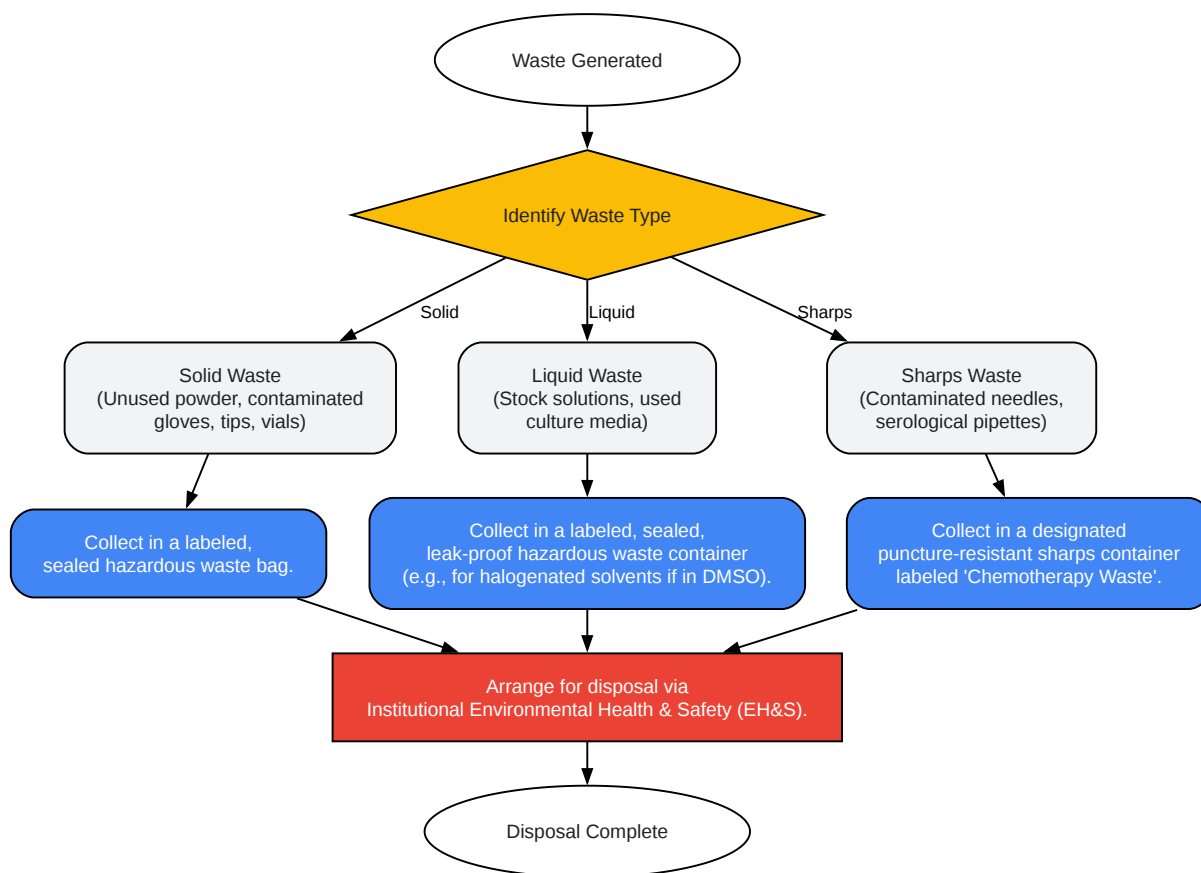 Waste Generated
Identify Waste Type
Solid
Liquid
Sharps
Solid Waste
(Unused powder, contaminated
gloves, tips, vials)
Liquid Waste
(Stock solutions, used
culture media)
Sharps Waste
(Contaminated needles,
serological pipettes)
Collect in a labeled,
sealed hazardous waste bag.
Collect in a labeled, sealed,
leak-proof hazardous waste container
(e.g., for halogenated solvents if in DMSO).
Collect in a designated
puncture-resistant sharps container
labeled 'Chemotherapy Waste'.
Arrange for disposal via
Institutional Environmental Health & Safety (EH&S).
Disposal Complete